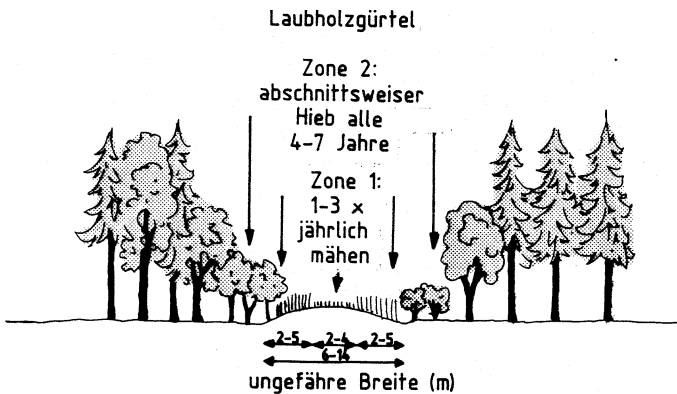 Laubholzgürtel
Zone 2:
abschnittsweiser
Hieb alle
4-7 Jahre
Zone 1:
1-3 x
jährlich
mähen
2-5 2-4 2-5
6-14
ungefähre Breite (m)